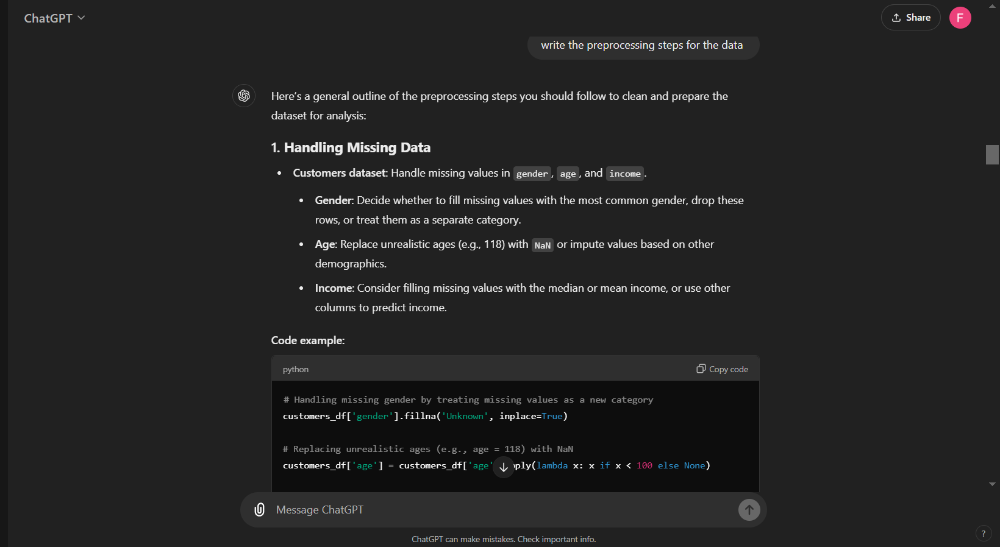 ChatGPT
Share
F
write the preprocessing steps for the data
Here's a general outline of the preprocessing steps you should follow to clean and prepare the
dataset for analysis:
1. Handling Missing Data
• Customers dataset: Handle missing values in gender, age, and income.
• Gender: Decide whether to fill missing values with the most common gender, drop these
rows, or treat them as a separate category.
• Age: Replace unrealistic ages (e.g., 118) with NaN or impute values based on other
demographics.
• Income: Consider filling missing values with the median or mean income, or use other
columns to predict income.
Code example:
python
Copy code
# Handling missing gender by treating missing values as a new category
customers_df['gender'].fillna('Unknown', inplace=True)
# Replacing unrealistic ages (e.g., age = 118) with NaN
customers_df['age'] = customers_df['age' pply(lambda x: x if x < 100 else None)
Message ChatGPT
ChatGPT can make mistakes. Check important info.
?